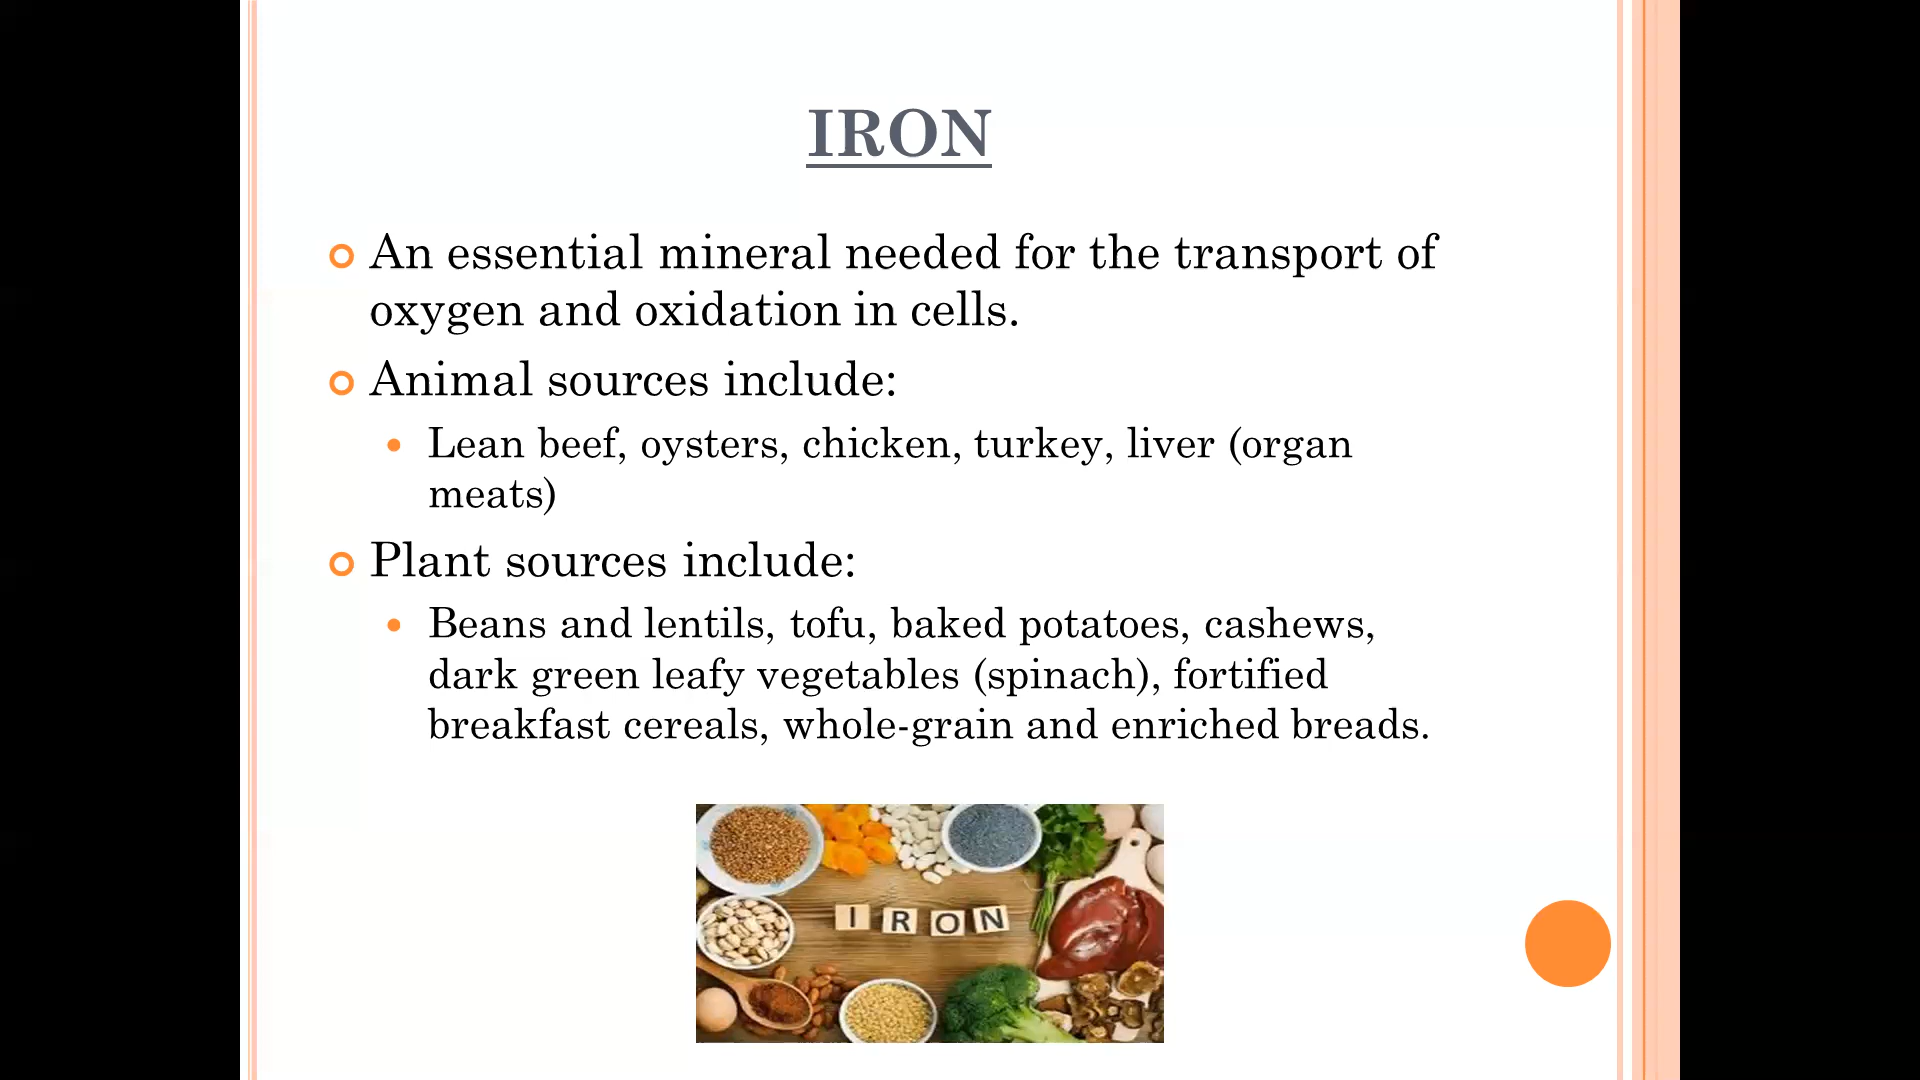 IRON
An essential mineral needed for the transport of
oxygen and oxidation in cells.
Animal sources include:
Lean beef, oysters, chicken, turkey, liver (organ
meats)
Plant sources include:
Beans and lentils, tofu, baked potatoes, cashews,
dark green leafy vegetables (spinach), fortified
breakfast cereals, whole-grain and enriched breads.
IRON